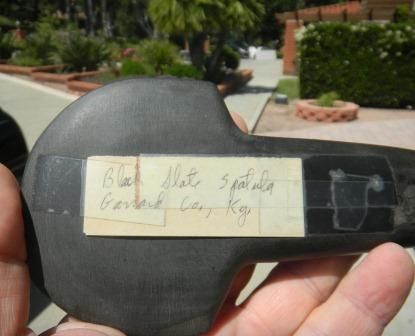 Black Slate Spatula
Garrard Co., Ky.